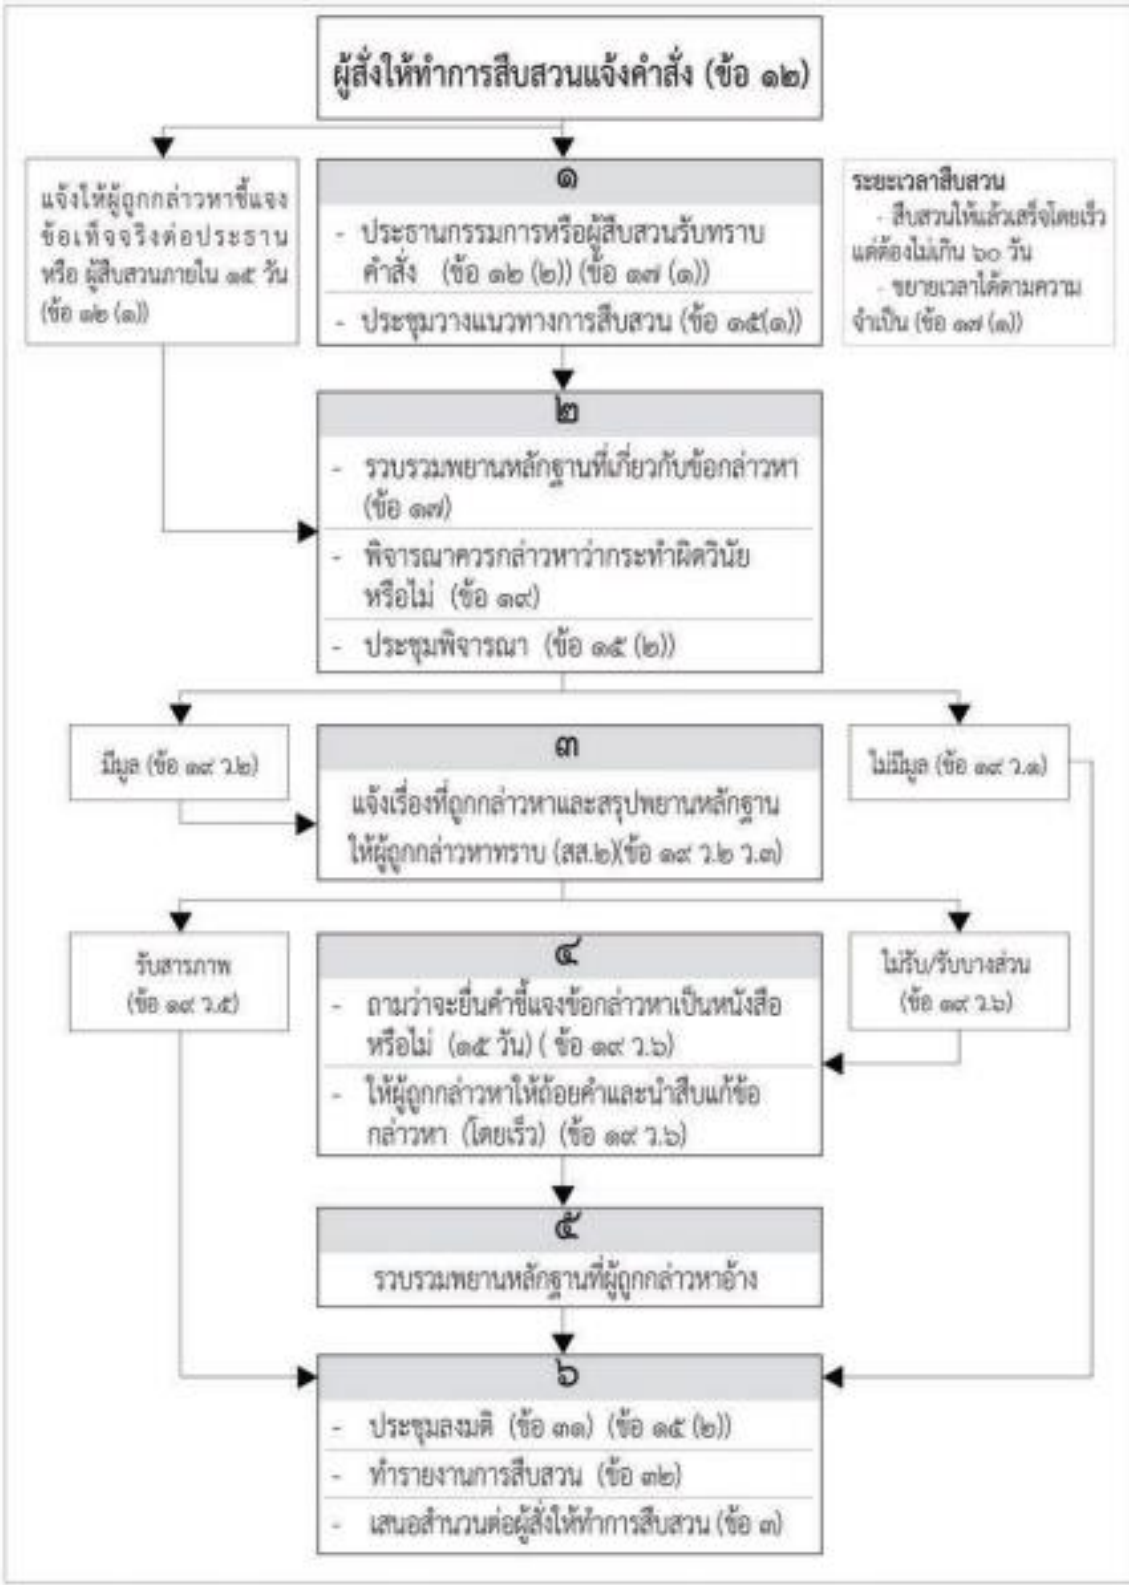 ผู้สั่งให้ทำการสืบสวนแจ้งคำสั่ง (ข้อ ๑๒)
แจ้งให้ผู้ถูกกล่าวหาชี้แจง
ข้อเท็จจริงต่อประธาน
หรือ ผู้สืบสวนภายใน ๑๕ วัน
(ข้อ ๑๒ (๑))
๑
- ประธานกรรมการหรือผู้สืบสวนรับทราบ
คำสั่ง (ข้อ ๑๒ (๒)) (ข้อ ๑๗ (๑))
- ประชุมวางแนวทางการสืบสวน (ข้อ ๑๕(๑))
ระยะเวลาสืบสวน
- สืบสวนให้แล้วเสร็จโดยเร็ว
แต่ต้องไม่เกิน ๖๐ วัน
- ขยายเวลาได้ตามความ
จำเป็น (ข้อ ๑๗ (๑))
๒
- รวบรวมพยานหลักฐานที่เกี่ยวกับข้อกล่าวหา
(ข้อ ๑๗)
- พิจารณาควรกล่าวหาว่ากระทำผิดวินัย
หรือไม่ (ข้อ ๑๙)
- ประชุมพิจารณา (ข้อ ๑๕ (๒))
มีมูล (ข้อ ๑๙ ว.๒)
๓
แจ้งเรื่องที่ถูกกล่าวหาและสรุปพยานหลักฐาน
ให้ผู้ถูกกล่าวหาทราบ (สส.๒)(ข้อ ๑๙ ว.๒ ว.๓)
ไม่มีมูล (ข้อ ๑๙ ว.๑)
รับสารภาพ
(ข้อ ๑๙ ว.๕)
๔
- ถามว่าจะยื่นคำชี้แจงข้อกล่าวหาเป็นหนังสือ
หรือไม่ (๑๕ วัน) ( ข้อ ๑๙ ว.๖)
- ให้ผู้ถูกกล่าวหาให้ถ้อยคำและนำสืบแก้ข้อ
กล่าวหา (โดยเร็ว) (ข้อ ๑๙ ว.๖)
ไม่รับ/รับบางส่วน
(ข้อ ๑๙ ว.๖)
๕
รวบรวมพยานหลักฐานที่ผู้ถูกกล่าวหาอ้าง
๖
- ประชุมลงมติ (ข้อ ๓๑) (ข้อ ๑๕ (๒))
- ทำรายงานการสืบสวน (ข้อ ๓๒)
- เสนอสำนวนต่อผู้สั่งให้ทำการสืบสวน (ข้อ ๓)